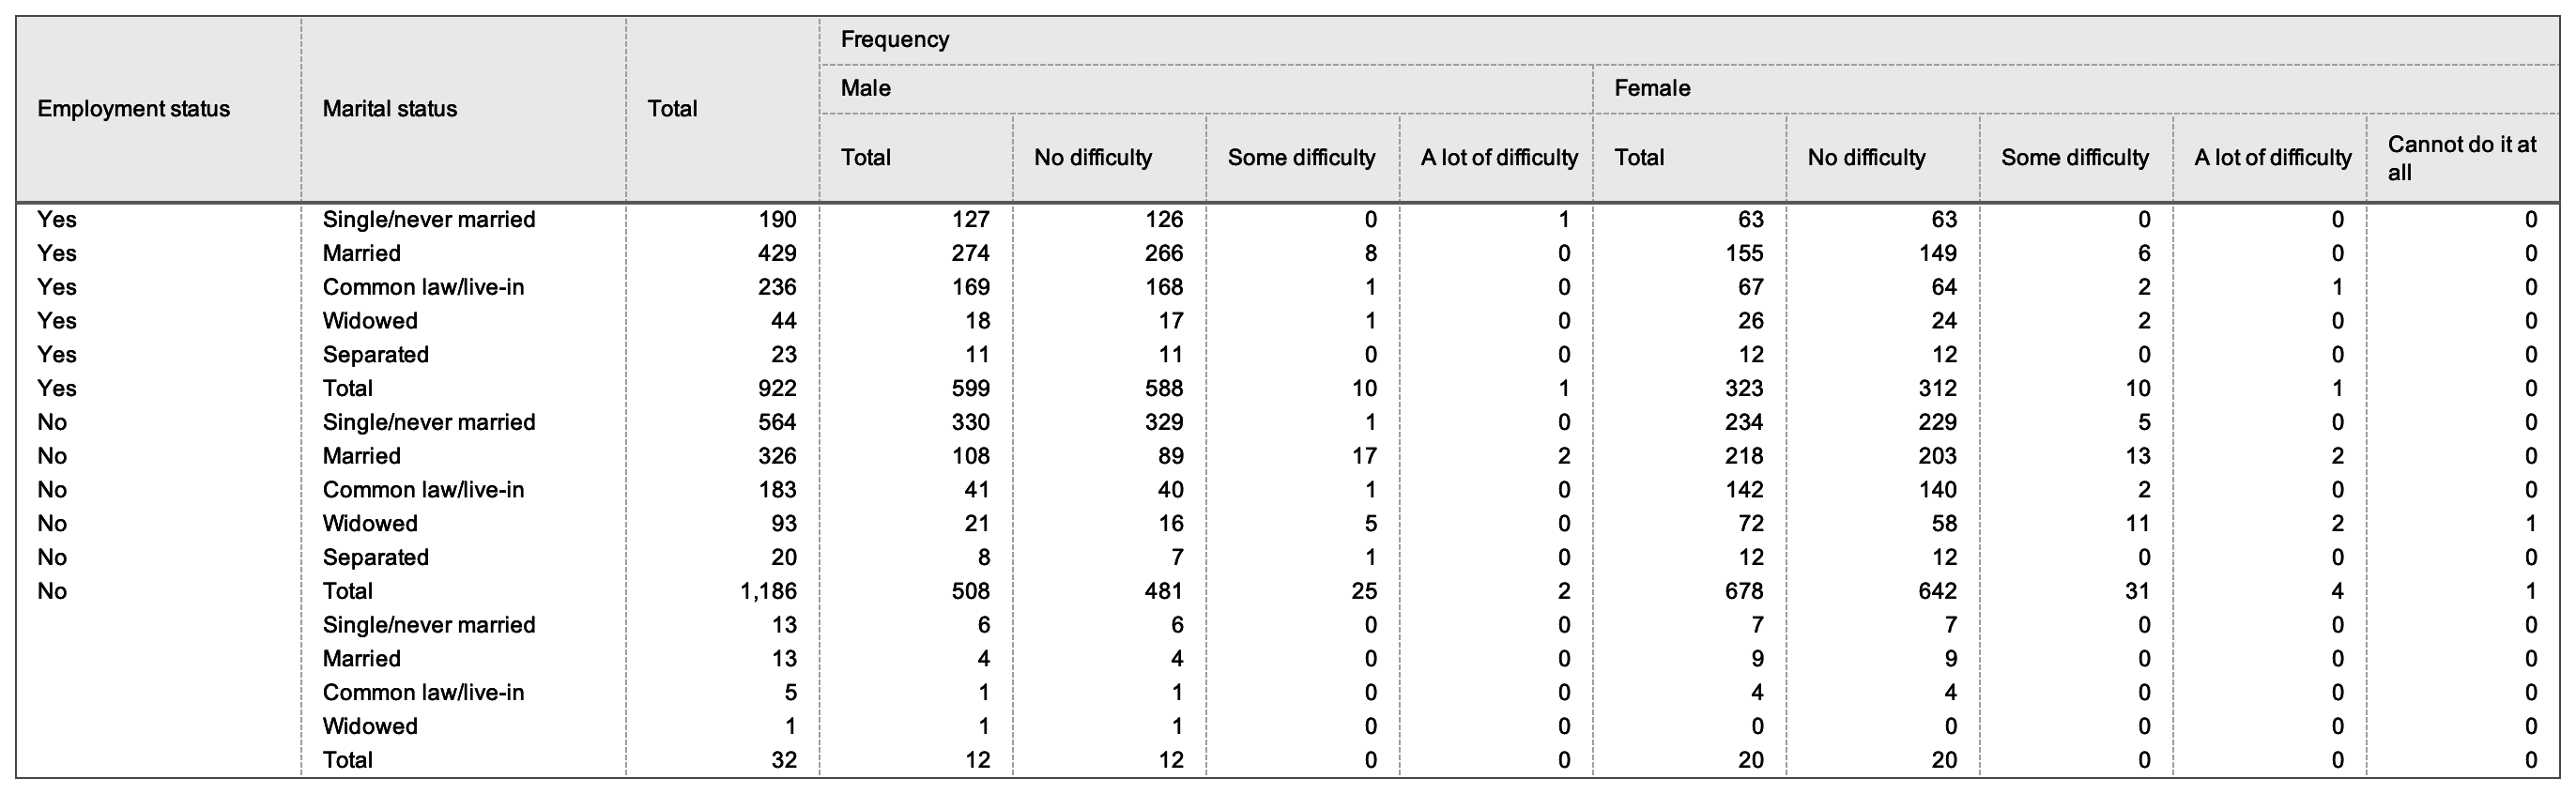 Frequency
Male Female
Employment status Marital status Total
Total No difficulty Some difficulty A lot of difficulty Total No difficulty Some difficulty A lot of difficulty Cannot do it at
all
Yes Single/never married 190 127 126 0 1 63 63 0 0 0
Yes Married 429 274 266 8 0 155 149 6 0 0
Yes Common law/live-in 236 169 168 1 0 67 64 2 1 0
Yes Widowed 44 18 17 1 0 26 24 2 0 0
Yes Separated 23 11 11 0 0 12 12 0 0 0
Yes Total 922 599 588 10 1 323 312 10 1 0
No Single/never married 564 330 329 1 0 234 229 5 0 0
No Married 326 108 89 17 2 218 203 13 2 0
No Common law/live-in 183 41 40 1 0 142 140 2 0 0
No Widowed 93 21 16 5 0 72 58 11 2 1
No Separated 20 8 7 1 0 12 12 0 0 0
No Total 1,186 508 481 25 2 678 642 31 4 1
Single/never married 13 6 6 0 0 7 7 0 0 0
Married 13 4 4 0 0 9 9 0 0 0
Common law/live-in 5 1 1 0 0 4 4 0 0 0
Widowed 1 1 1 0 0 0 0 0 0 0
Total 32 12 12 0 0 20 20 0 0 0